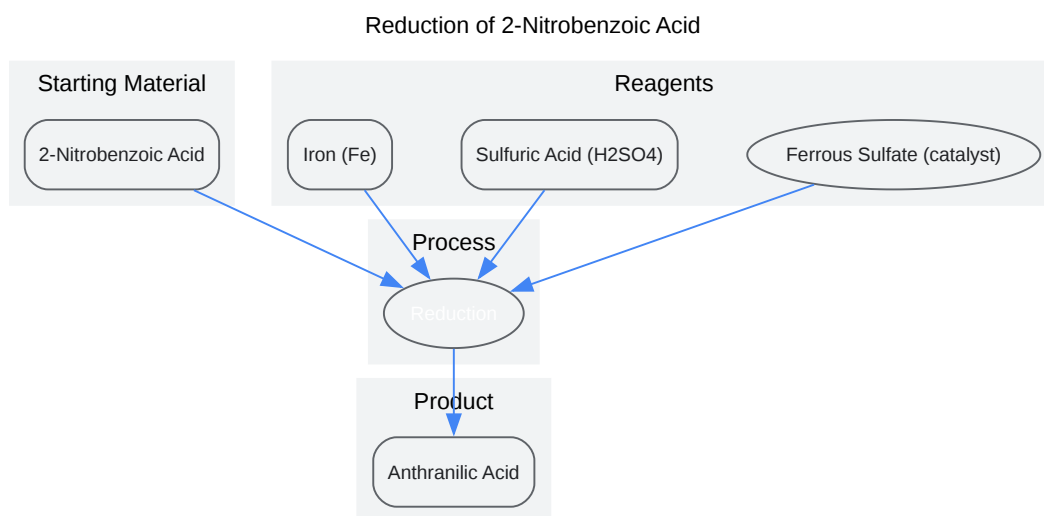 Reduction of 2-Nitrobenzoic Acid
Starting Material
Reagents
2-Nitrobenzoic Acid
Iron (Fe)
Sulfuric Acid (H2SO4)
Ferrous Sulfate (catalyst)
Process
Reduction
Product
Anthranilic Acid